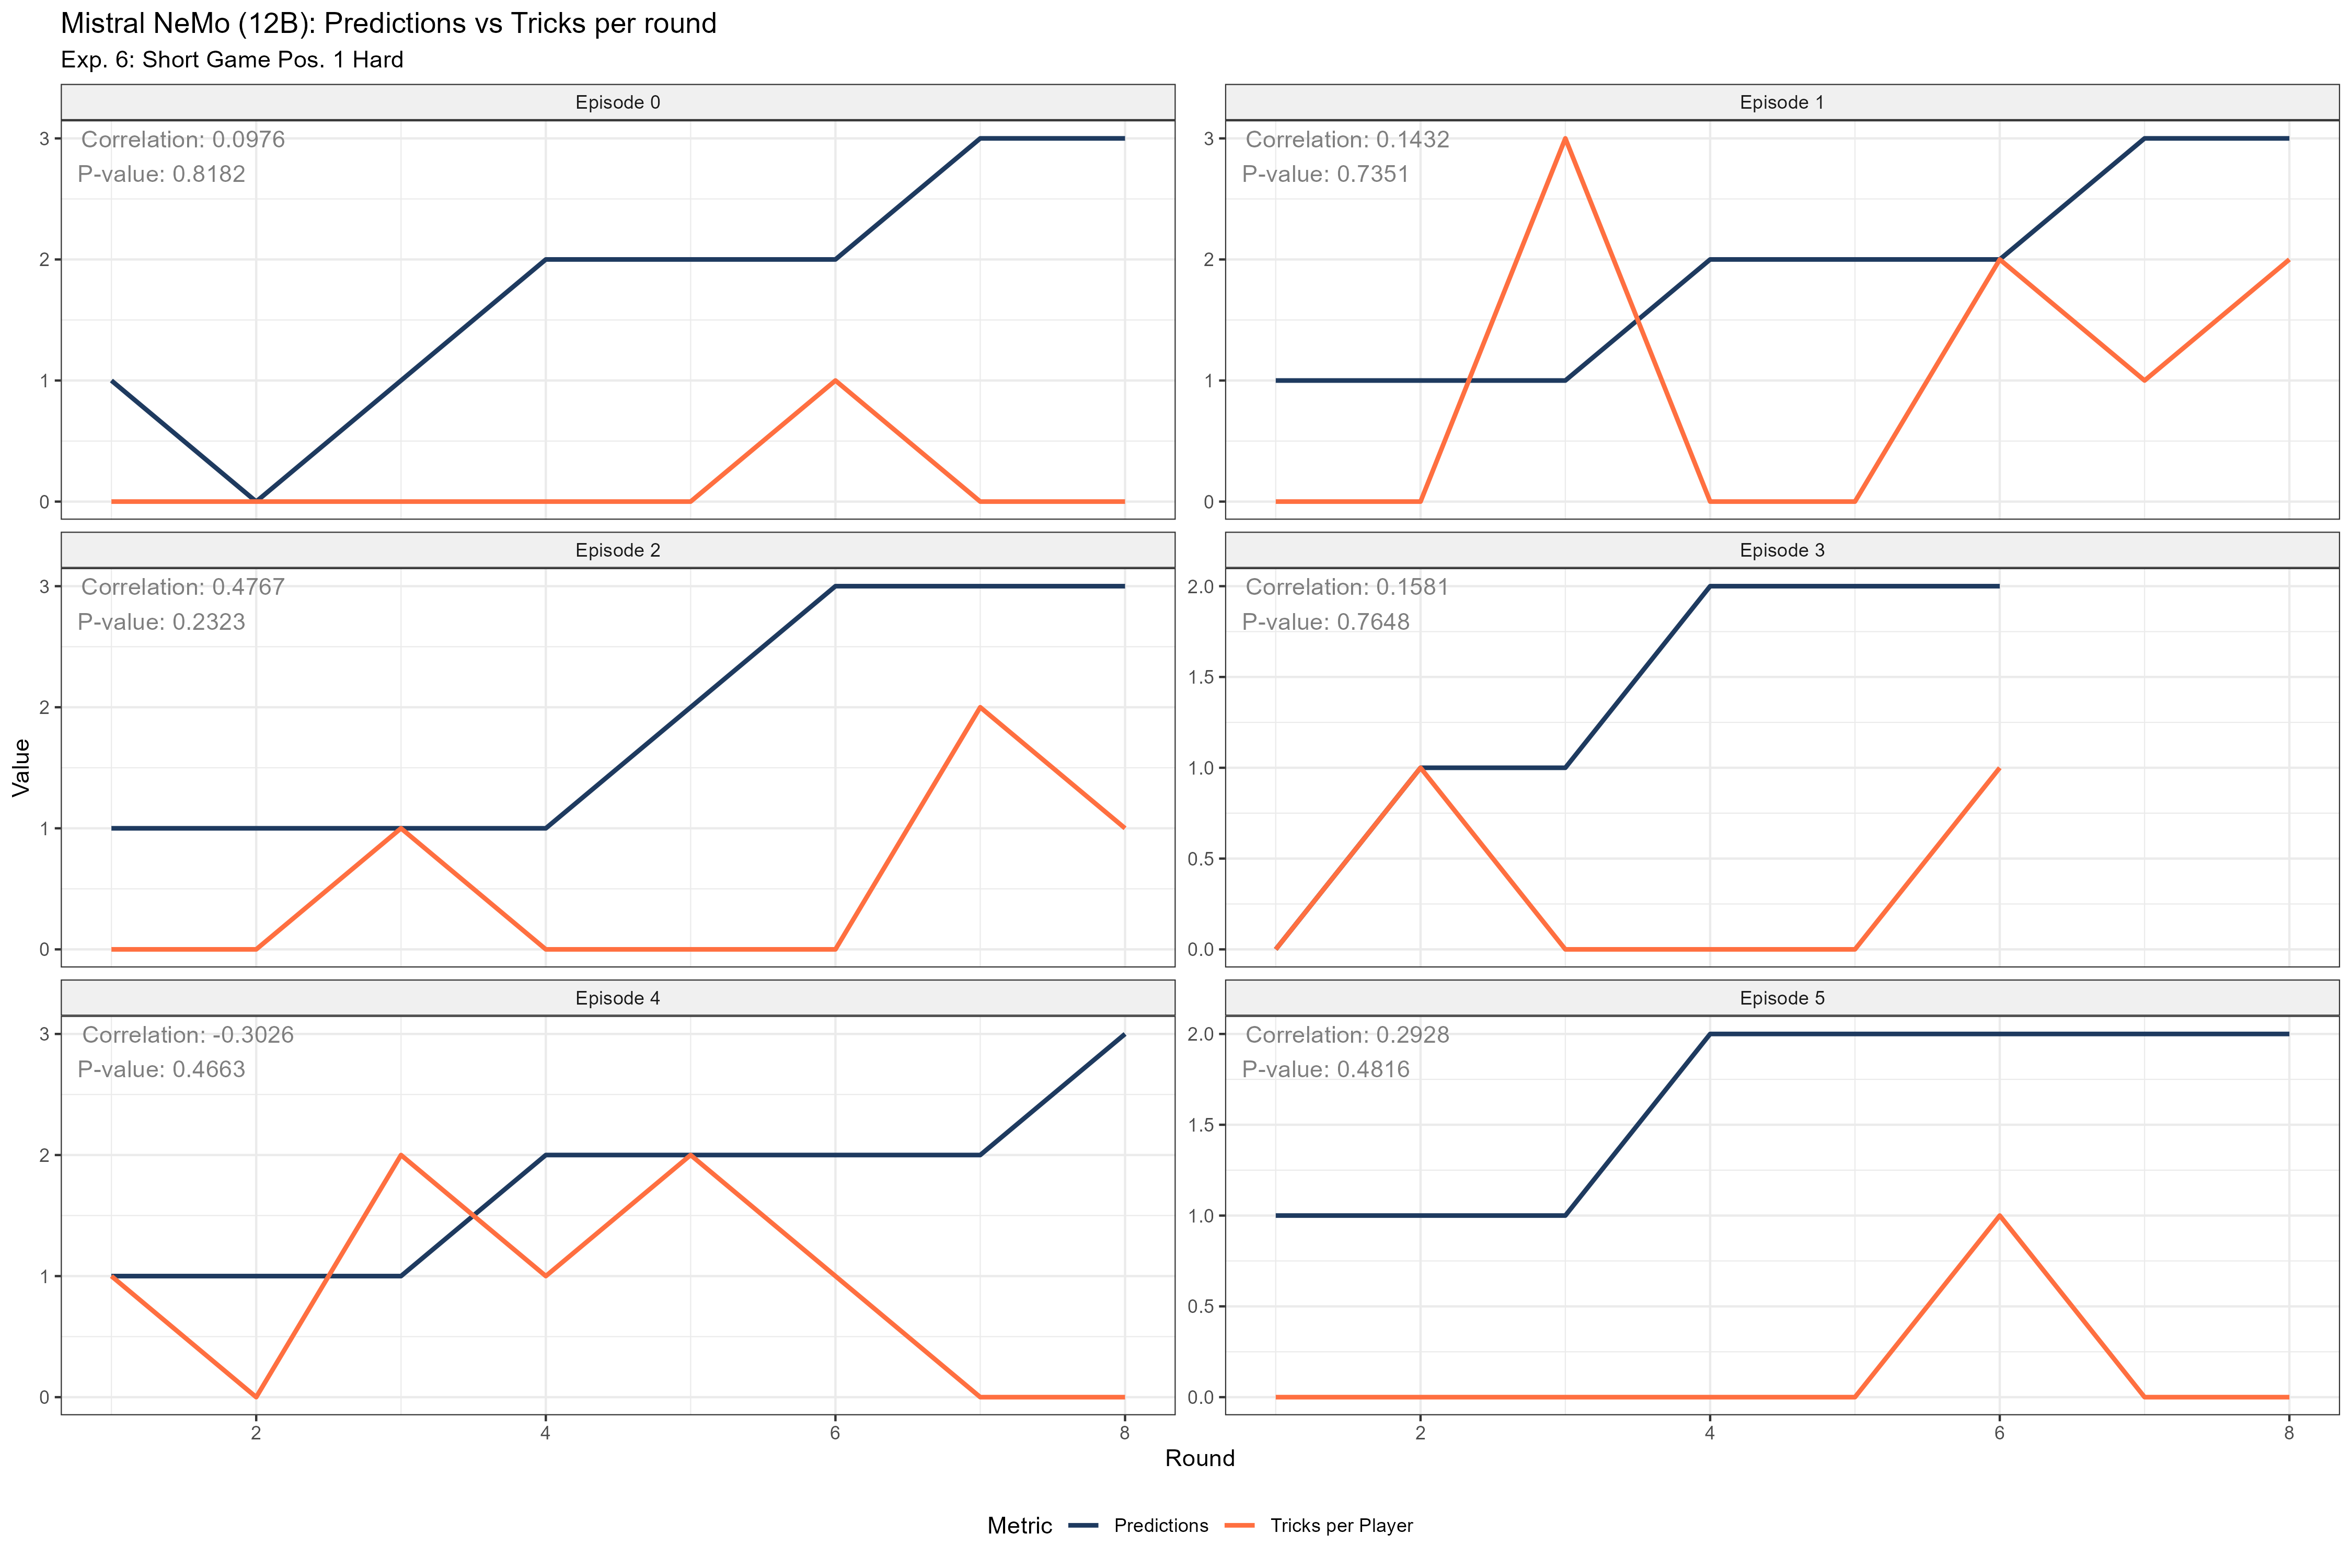 Mistral NeMo (12B): Predictions vs Tricks per round
Exp. 6: Short Game Pos. 1 Hard
Episode 0
Correlation: 0.0976
P-value: 0.8182
3
2
1
0
Episode 1
Correlation: 0.1432
P-value: 0.7351
3
2
1
0
Episode 2
Correlation: 0.4767
P-value: 0.2323
3
2
1
0
Episode 3
Correlation: 0.1581
P-value: 0.7648
2.0
1.5
1.0
0.5
0.0
Episode 4
Correlation: -0.3026
P-value: 0.4663
3
2
1
0
2 4 6 8
Episode 5
Correlation: 0.2928
P-value: 0.4816
2.0
1.5
1.0
0.5
0.0
2 4 6 8
Value
Round
Metric Predictions Tricks per Player